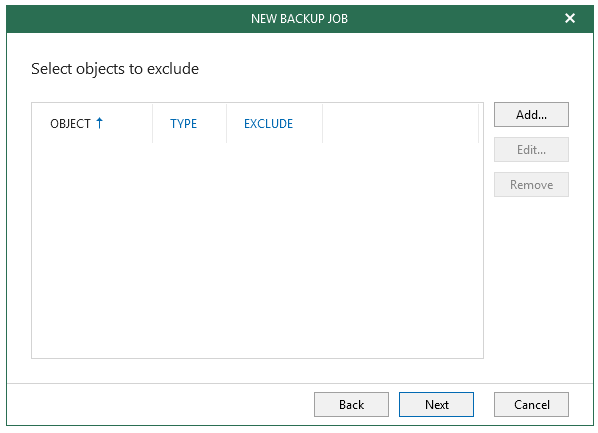 NEW BACKUP JOB
Select objects to exclude
OBJECT TYPE EXCLUDE
Add...
Edit...
Remove
Back Next Cancel